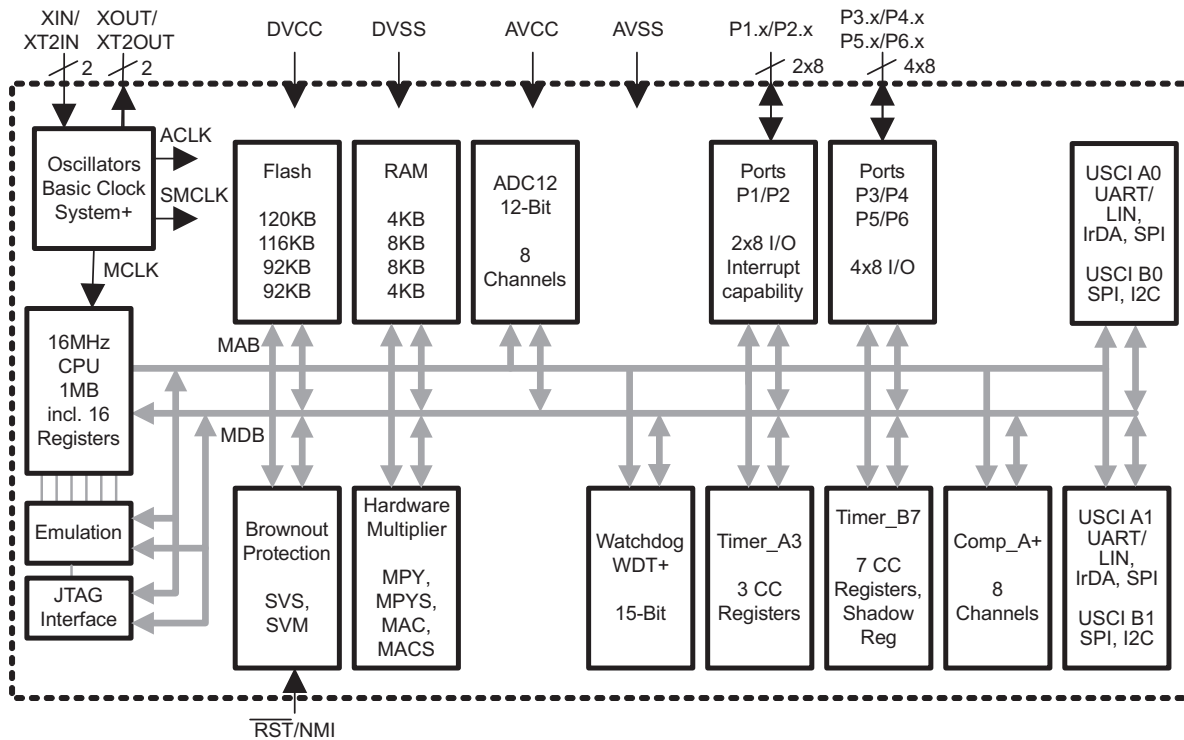 XIN/
XT2IN
XOUT/
XT2OUT
DVCC
DVSS
AVCC
AVSS
P1.x/P2.x
P3.x/P4.x
P5.x/P6.x
2
2
2x8
4x8
Oscillators
Basic Clock
System+
ACLK
SMCLK
MCLK
Flash
120KB
116KB
92KB
92KB
RAM
4KB
8KB
8KB
4KB
ADC12
12-Bit
8
Channels
Ports
P1/P2
2x8 I/O
Interrupt
capability
Ports
P3/P4
P5/P6
4x8 I/O
USCI A0
UART/
LIN,
IrDA, SPI
USCI B0
SPI, I2C
16MHz
CPU
1MB
incl. 16
Registers
MAB
MDB
Emulation
JTAG
Interface
Brownout
Protection
SVS,
SVM
Hardware
Multiplier
MPY,
MPYS,
MAC,
MACS
Watchdog
WDT+
15-Bit
Timer_A3
3 CC
Registers
Timer_B7
7 CC
Registers,
Shadow
Reg
Comp_A+
8
Channels
USCI A1
UART/
LIN,
IrDA, SPI
USCI B1
SPI, I2C
RST/NMI